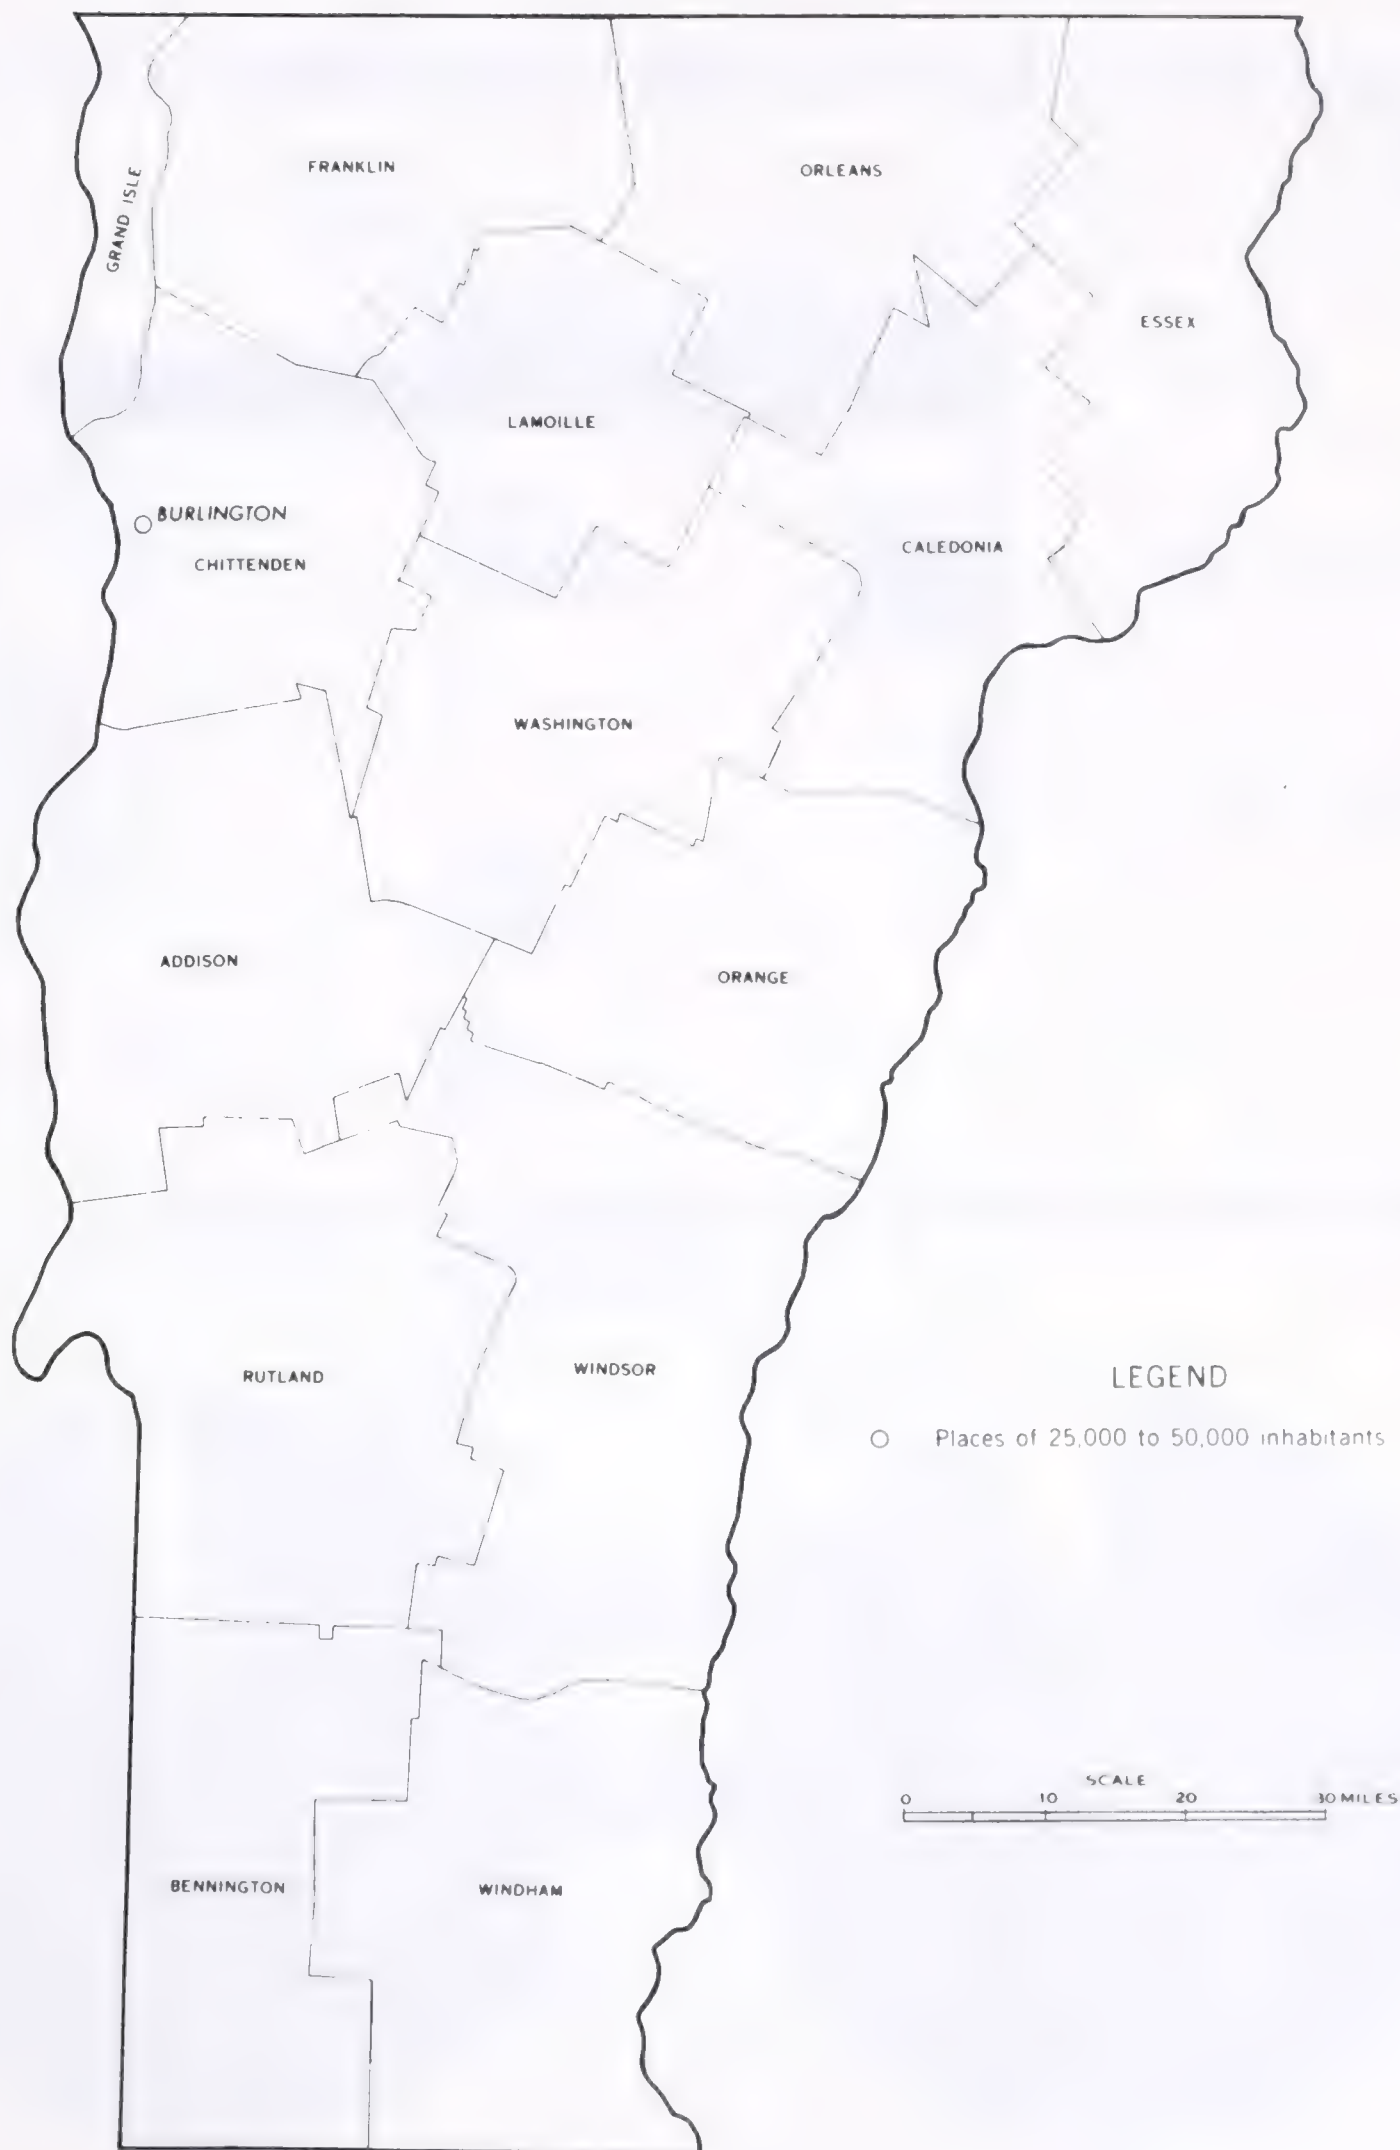 FRANKLIN
ORLEANS
GRAND ISLE
ESSEX
LAMOILLE
BURLINGTON
CHITTENDEN
CALEDONIA
WASHINGTON
ADDISON
ORANGE
RUTLAND
WINDSOR
LEGEND
Places of 25,000 to 50,000 inhabitants
SCALE
0 10 20 30 MILES
BENNINGTON
WINDHAM